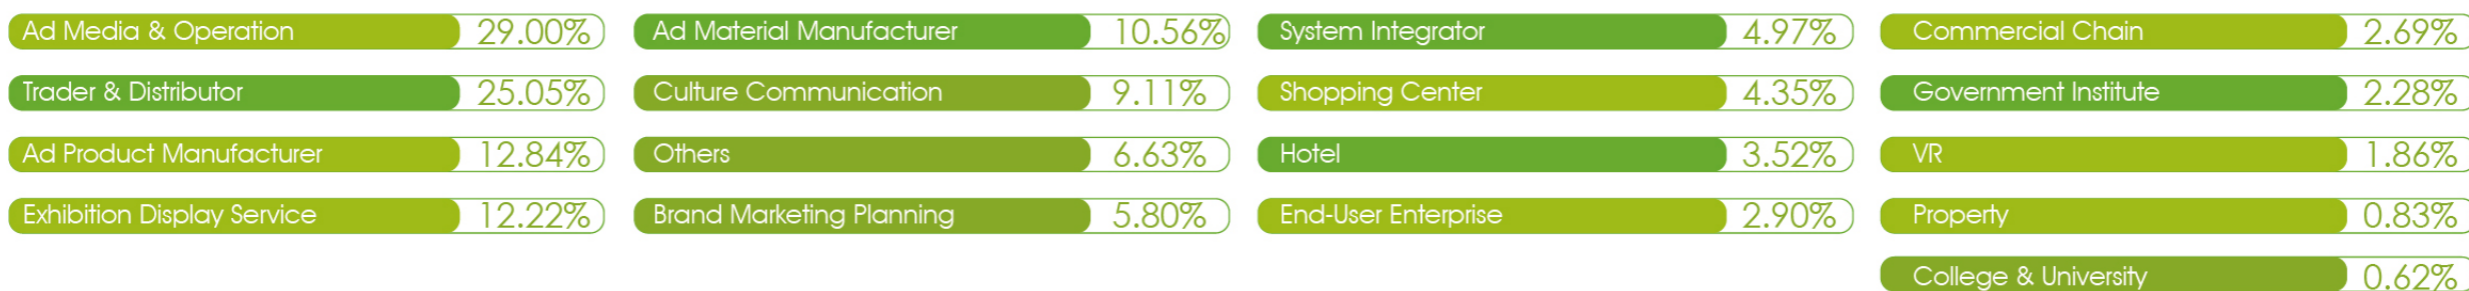 Ad Media & Operation 29.00%
Trader & Distributor 25.05%
Ad Product Manufacturer 12.84%
Exhibition Display Service 12.22%
Ad Material Manufacturer 10.56%
Culture Communication 9.11%
Others 6.63%
Brand Marketing Planning 5.80%
System Integrator 4.97%
Shopping Center 4.35%
Hotel 3.52%
End-User Enterprise 2.90%
Commercial Chain 2.69%
Government Institute 2.28%
VR 1.86%
Property 0.83%
College & University 0.62%